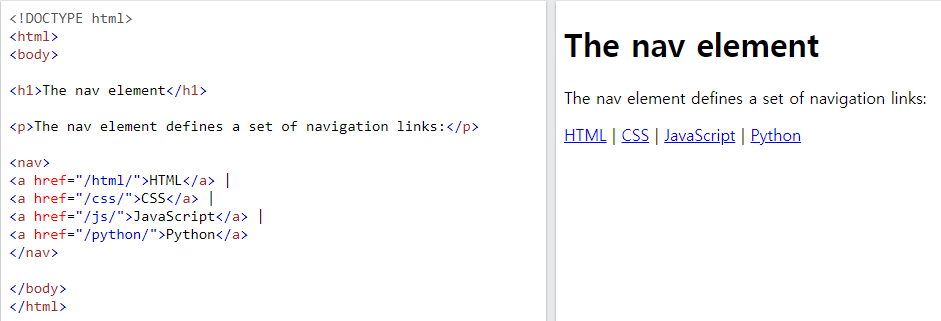 <!DOCTYPE html>
<html>
<body>
<h1>The nav element</h1>
<p>The nav element defines a set of navigation links:</p>
<nav>
<a href="/html/">HTML</a> |
<a href="/css/">CSS</a> |
<a href="/js/">JavaScript</a> |
<a href="/python/">Python</a>
</nav>
</body>
</html>
The nav element
The nav element defines a set of navigation links:
HTML | CSS | JavaScript | Python